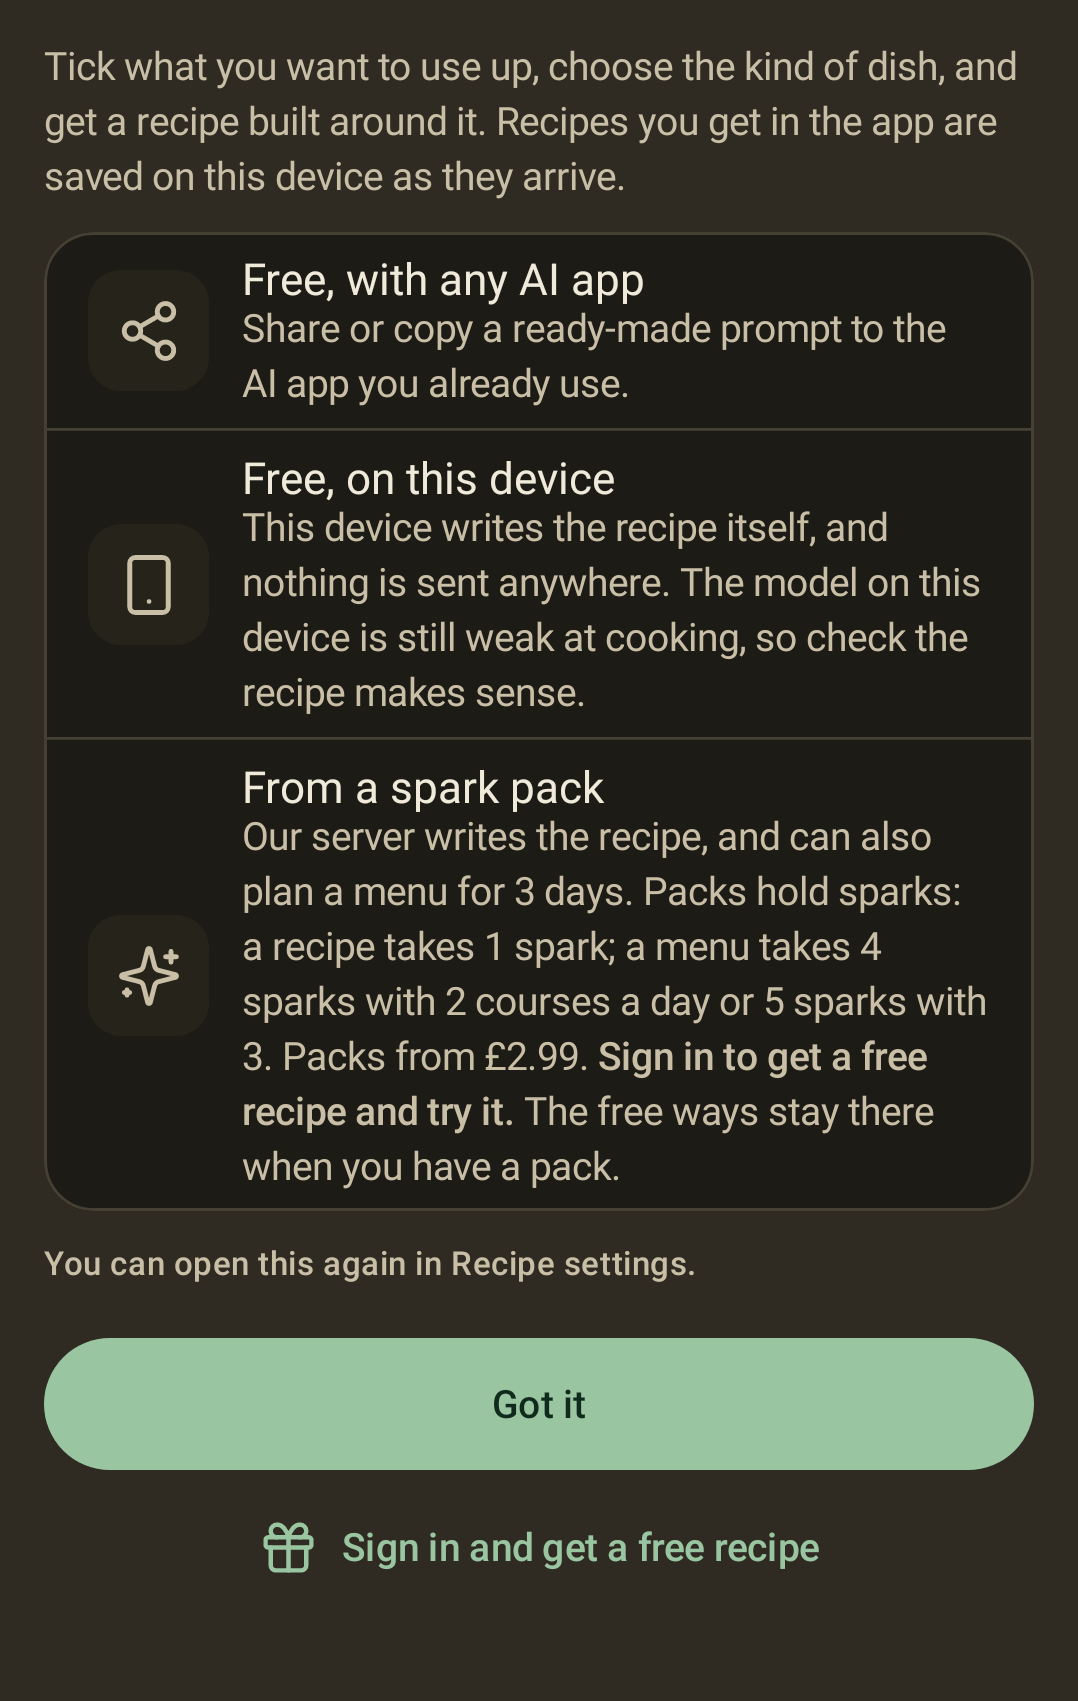 Tick what you want to use up, choose the kind of dish, and
get a recipe built around it. Recipes you get in the app are
saved on this device as they arrive.
Free, with any AI app
Share or copy a ready-made prompt to the
AI app you already use.
Free, on this device
This device writes the recipe itself, and
nothing is sent anywhere. The model on this
device is still weak at cooking, so check the
recipe makes sense.
From a spark pack
Our server writes the recipe, and can also
plan a menu for 3 days. Packs hold sparks:
a recipe takes 1 spark; a menu takes 4
sparks with 2 courses a day or 5 sparks with
3. Packs from £2.99. Sign in to get a free
recipe and try it. The free ways stay there
when you have a pack.
You can open this again in Recipe settings.
Got it
Sign in and get a free recipe